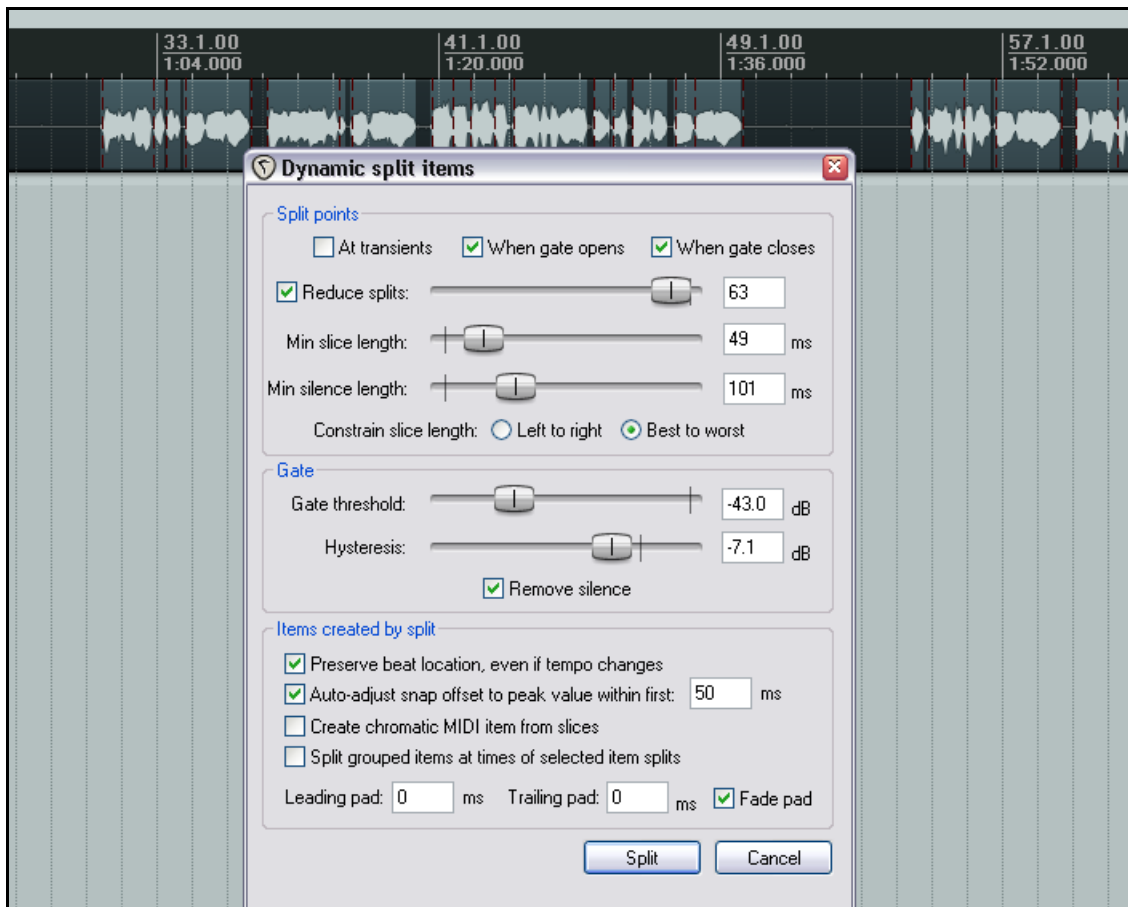 33.1.00 41.1.00 49.1.00 57.1.00
1:04.000 1:20.000 1:36.000 1:52.000
Dynamic split items
Split points
At transients When gate opens When gate closes
Reduce splits: 63
Min slice length: 49 ms
Min silence length: 101 ms
Constrain slice length: Left to right Best to worst
Gate
Gate threshold: -43.0 dB
Hysteresis: -7.1 dB
Remove silence
Items created by split
Preserve beat location, even if tempo changes
Auto-adjust snap offset to peak value within first: 50 ms
Create chromatic MIDI item from slices
Split grouped items at times of selected item splits
Leading pad: 0 ms Trailing pad: 0 ms Fade pad
Split Cancel